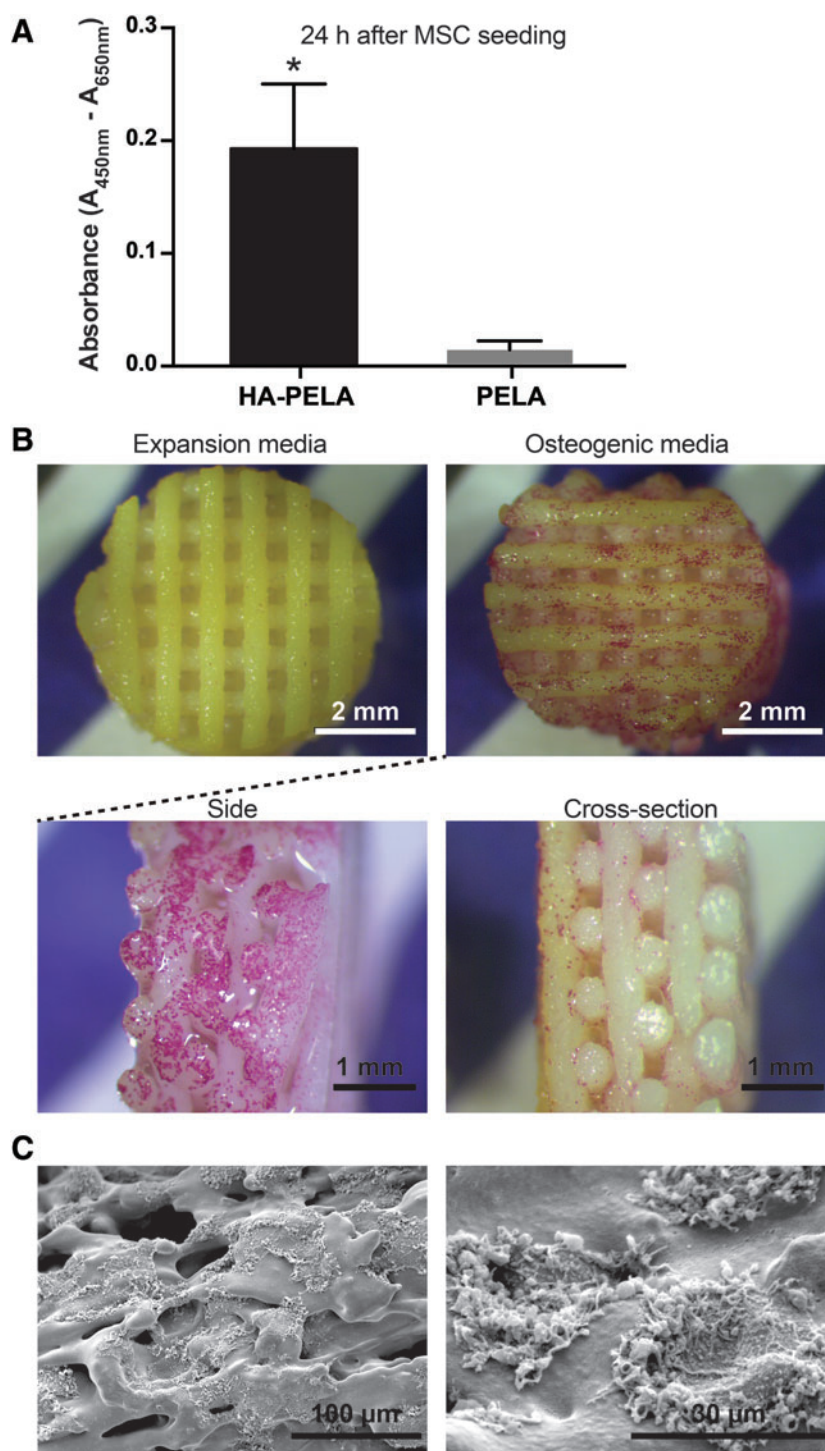 A
24 h after MSC seeding
0.3
*
0.2
0.1
0.0
Absorbance (A450nm - A650nm)
HA-PELA PELA
B
Expansion media Osteogenic media
2 mm 2 mm
Side Cross-section
1 mm 1 mm
C
100 µm 30 µm